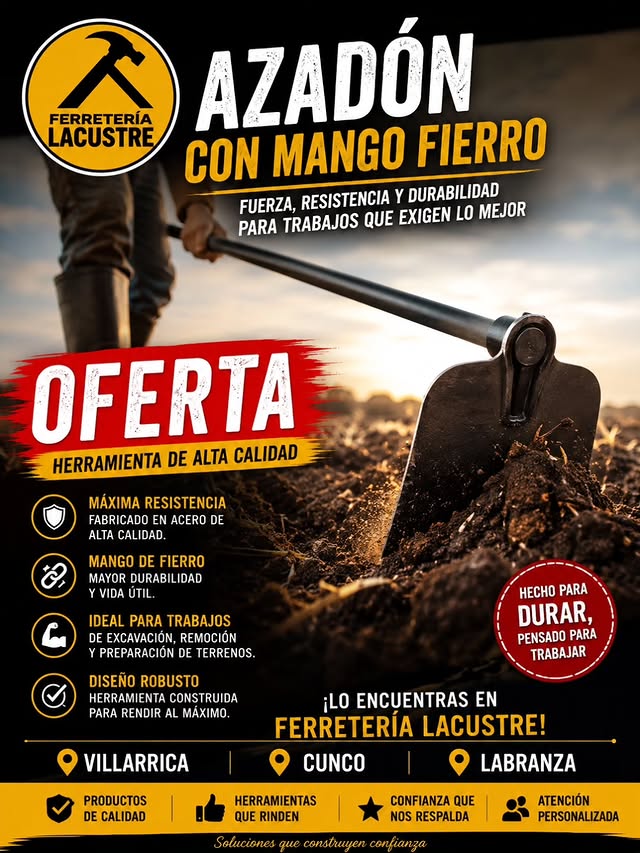 FERRETERÍA
LACUSTRE
AZADÓN
CON MANGO FIERRO
FUERZA, RESISTENCIA Y DURABILIDAD
PARA TRABAJOS QUE EXIGEN LO MEJOR
OFERTA
HERRAMIENTA DE ALTA CALIDAD
MÁXIMA RESISTENCIA
FABRICADO EN ACERO DE
ALTA CALIDAD.
MANGO DE FIERRO
MAYOR DURABILIDAD
Y VIDA ÚTIL.
IDEAL PARA TRABAJOS
DE EXCAVACIÓN, REMOCIÓN
Y PREPARACIÓN DE TERRENOS.
DISEÑO ROBUSTO
HERRAMIENTA CONSTRUIDA
PARA RENDIR AL MÁXIMO.
HECHO PARA
DURAR,
PENSADO PARA
TRABAJAR
¡LO ENCUENTRAS EN
FERRETERÍA LACUSTRE!
VILLARRICA
CUNCO
LABRANZA
PRODUCTOS
DE CALIDAD
HERRAMIENTAS
QUE RINDEN
CONFIANZA QUE
NOS RESPALDA
ATENCIÓN
PERSONALIZADA
Soluciones que construyen confianza